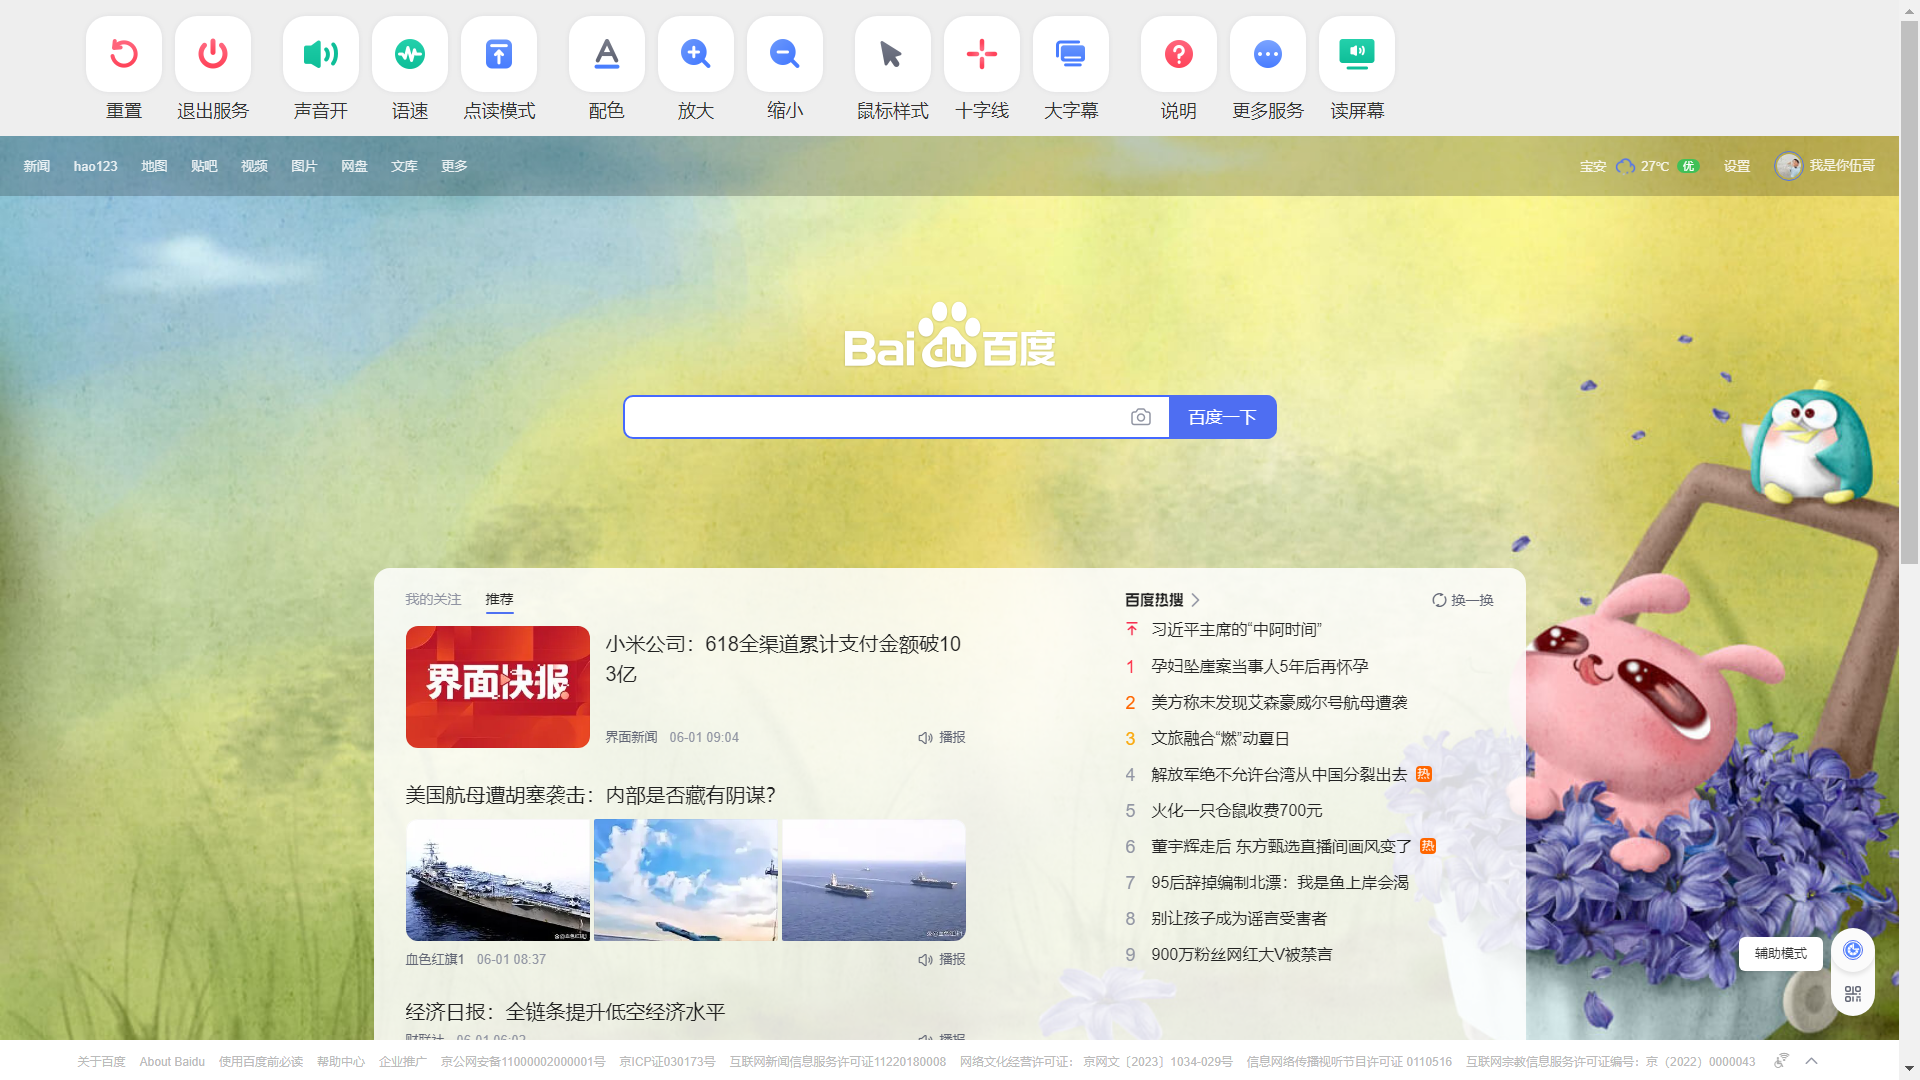 重置 退出服务 声音开 语速 点读模式 配色 放大 缩小 鼠标样式 十字线 大字幕 说明 更多服务 读屏幕
新闻 hao123 地图 贴吧 视频 图片 网盘 文库 更多 宝安 27℃ 优 设置 我是你伍哥
Bai du 百度
百度一下
我的关注 推荐
界面快报
小米公司：618全渠道累计支付金额破10
3亿
界面新闻 06-01 09:04 播报
美国航母遭胡塞袭击：内部是否藏有阴谋？
血色红旗1 06-01 08:37 播报
经济日报：全链条提升低空经济水平
财联社 06-01 06:02 播报
百度热搜 换一换
习近平主席的“中阿时间”
1 孕妇坠崖案当事人5年后再怀孕
2 美方称未发现艾森豪威尔号航母遭袭
3 文旅融合“燃”动夏日
4 解放军绝不允许台湾从中国分裂出去 热
5 火化一只仓鼠收费700元
6 董宇辉走后 东方甄选直播间画风变了 热
7 95后辞掉编制北漂：我是鱼上岸会渴
8 别让孩子成为谣言受害者
9 900万粉丝网红大V被禁言
辅助模式
关于百度 About Baidu 使用百度前必读 帮助中心 企业推广 京公网安备11000002000001号 京ICP证030173号 互联网新闻信息服务许可证11220180008 网络文化经营许可证： 京网文〔2023〕1034-029号 信息网络传播视听节目许可证 0110516 互联网宗教信息服务许可证编号：京（2022）0000043